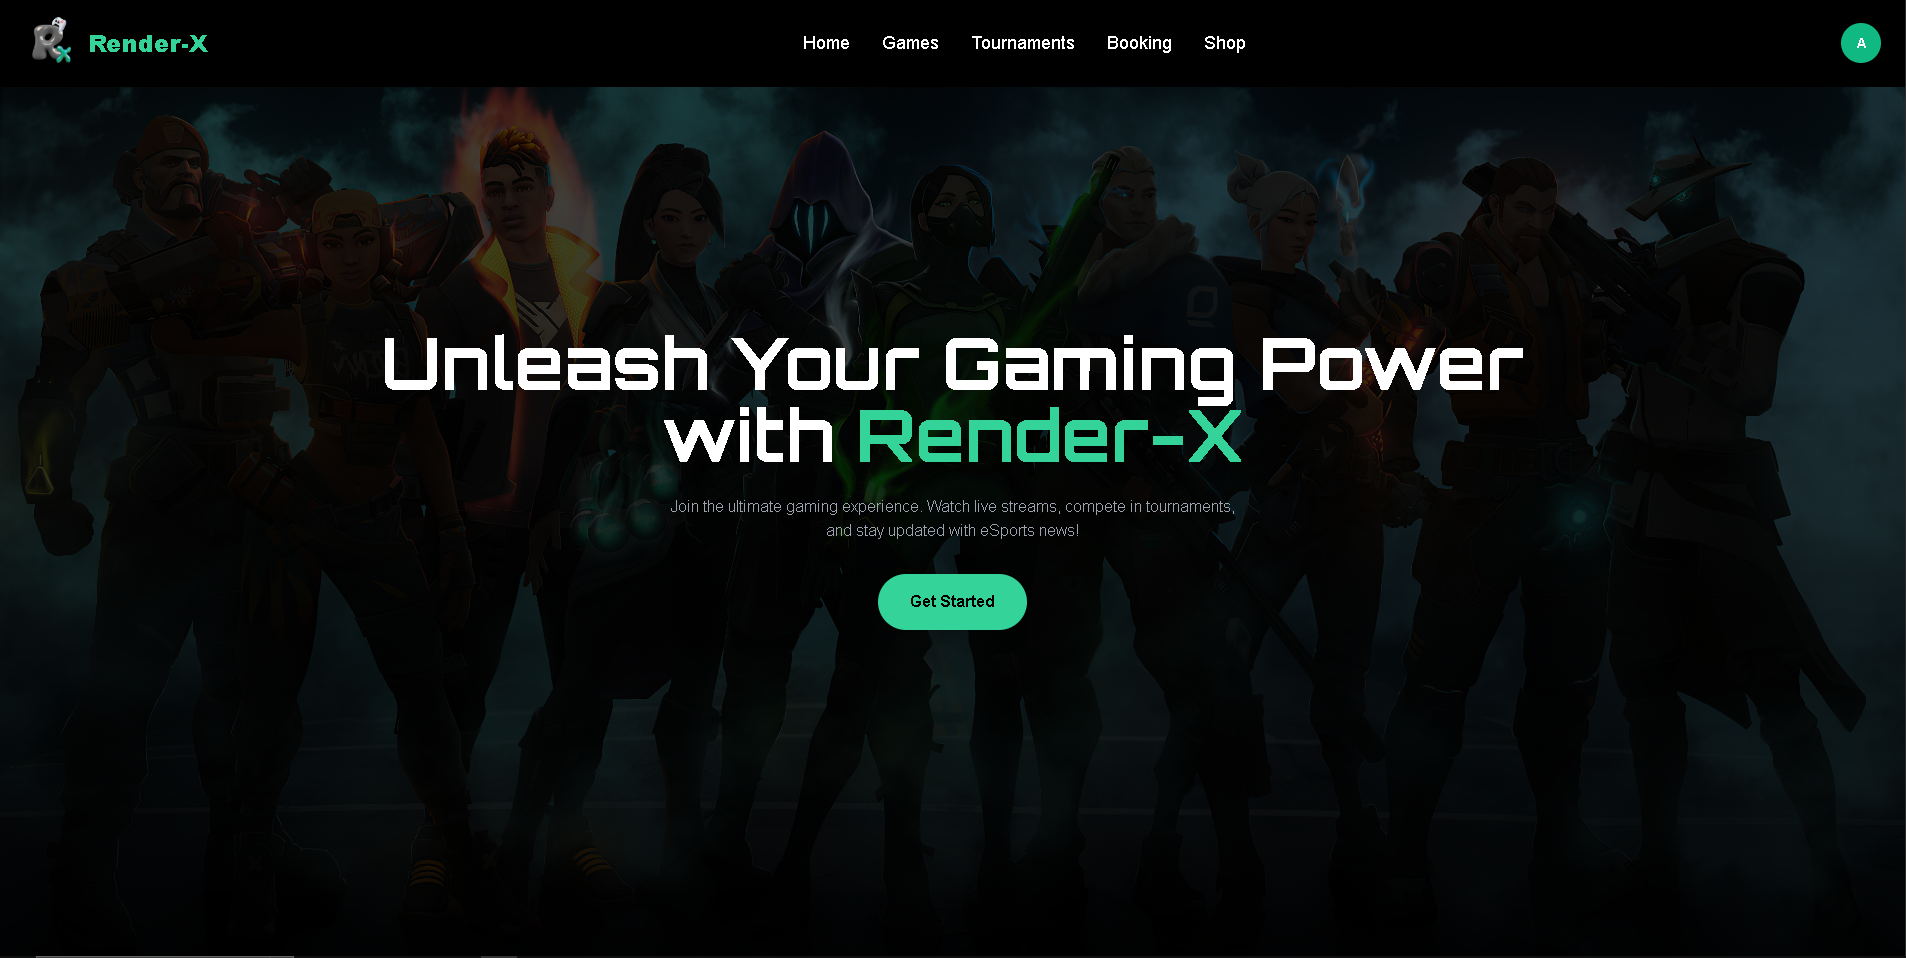 Render-X
Home
Games
Tournaments
Booking
Shop
A
Unleash Your Gaming Power
with Render-X
Join the ultimate gaming experience. Watch live streams, compete in tournaments,
and stay updated with eSports news!
Get Started